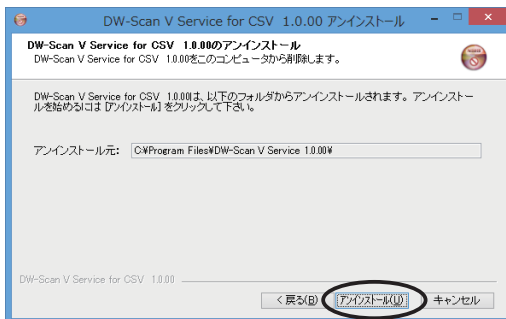 DW-Scan V Service for CSV 1.0.00 アンインストール
DW-Scan V Service for CSV 1.0.00のアンインストール
DW-Scan V Service for CSV 1.0.00をこのコンピュータから削除します。
DW-Scan V Service for CSV 1.0.00は、以下のフォルダからアンインストールされます。アンインストー
ルを始めるには [アンインストール] をクリックして下さい。
アンインストール元: C:¥Program Files¥DW-Scan V Service 1.0.00¥
DW-Scan V Service for CSV 1.0.00
< 戻る(B) アンインストール(U) キャンセル